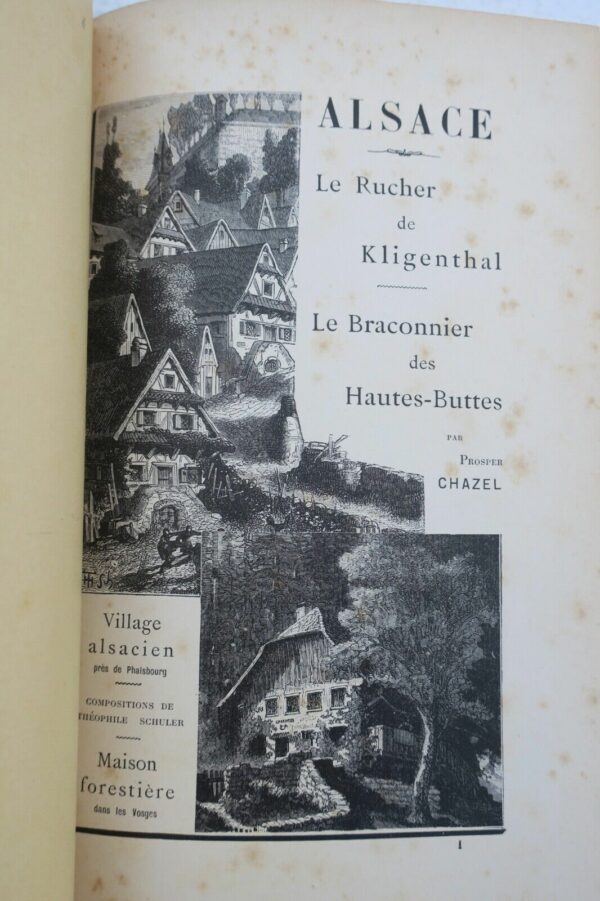 ALSACE
Le Rucher
de
Kligenthal
Le Braconnier
des
Hautes-Buttes
PAR
PROSPER
CHAZEL
Village
alsacien
près de Phalsbourg
COMPOSITIONS DE
THÉOPHILE SCHULER
Maison
forestière
dans les Vosges
1